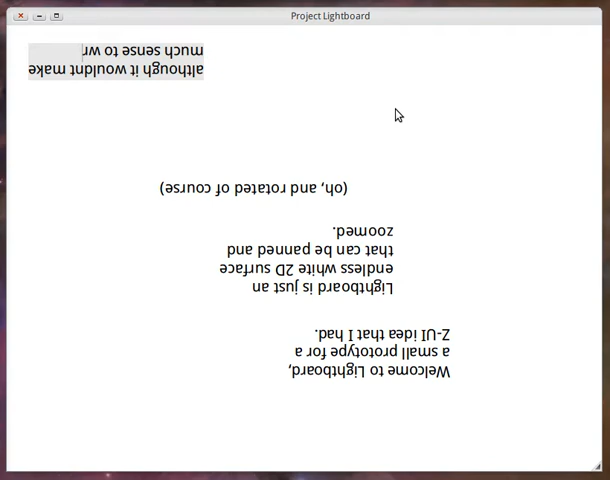 Project Lightboard
Welcome to Lightboard,
a small prototype for a
Z-UI idea that I had.
Lightboard is just an
endless white 2D surface
that can be panned and
zoomed.
(oh, and rotated of course)
although it wouldnt make
much sense to wr